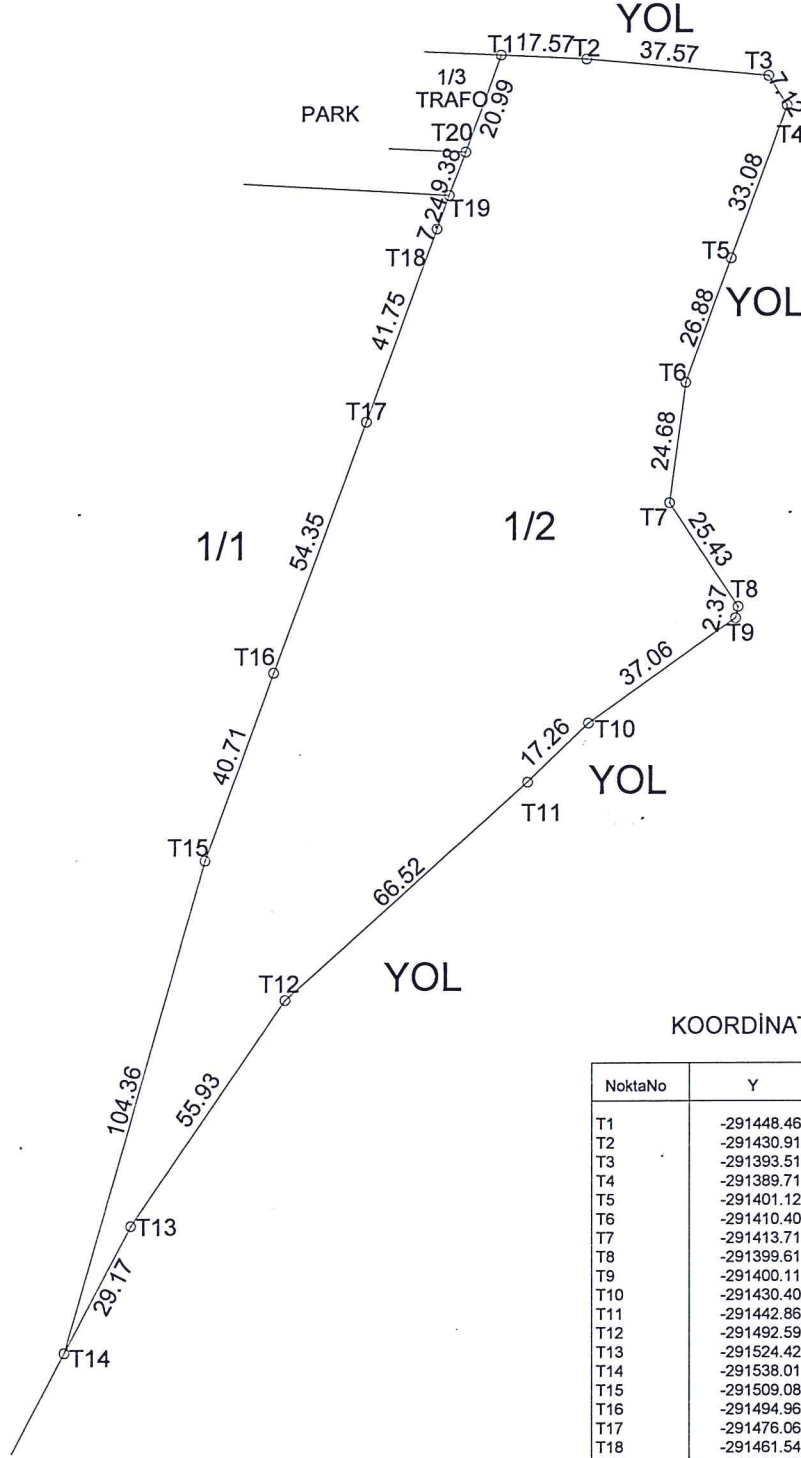 YOL
T1 17.57 T2 37.57 T3
1/3
TRAFO
PARK
20.99
7.12
T4
T20
9.38
T19
7.24
T18
33.08
T5
YOL
41.75
26.88
T6
T17
24.68
T7
1/1
1/2
54.35
25.43
T8
2.37
T9
T16
37.06
T10
17.26
YOL
40.71
T11
T15
66.52
YOL
T12
104.36
55.93
T13
29.17
T14
KOORDİNAT
NoktaNo Y
T1 -291448.46
T2 -291430.91
T3 -291393.51
T4 -291389.71
T5 -291401.12
T6 -291410.40
T7 -291413.71
T8 -291399.61
T9 -291400.11
T10 -291430.40
T11 -291442.86
T12 -291492.59
T13 -291524.42
T14 -291538.01
T15 -291509.08
T16 -291494.96
T17 -291476.06
T18 -291461.54